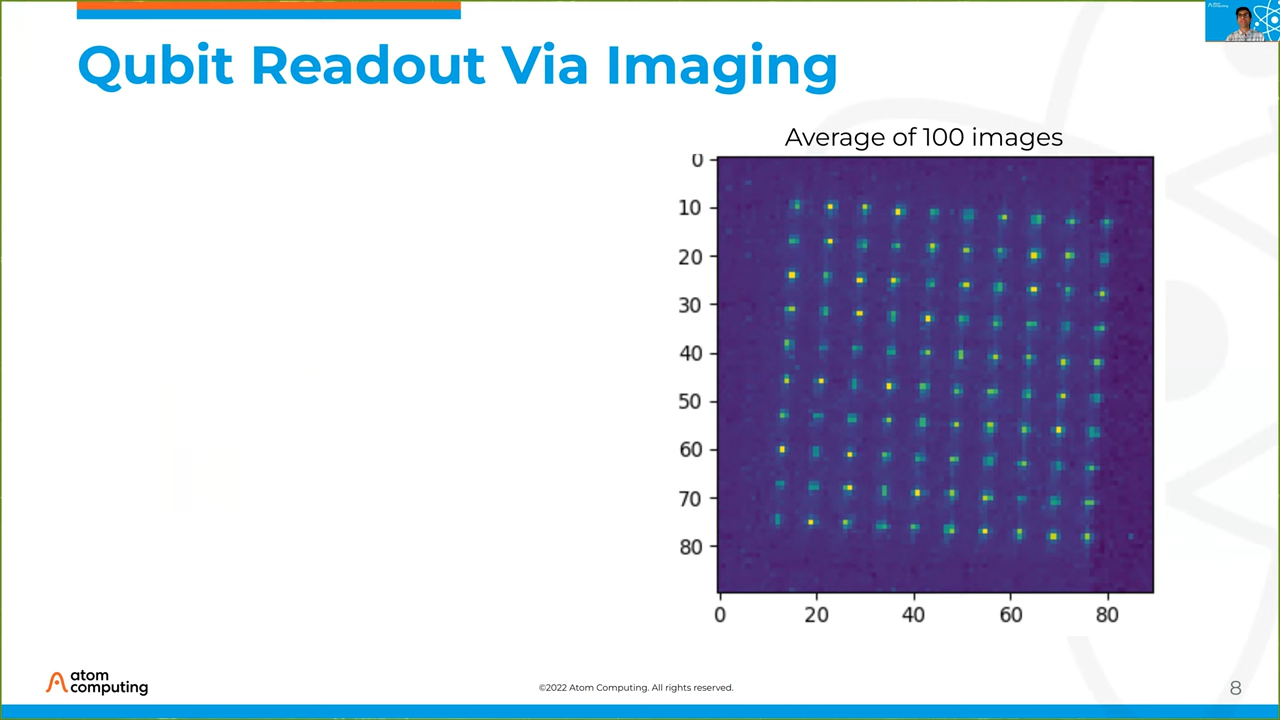 Qubit Readout Via Imaging
Average of 100 images
0
10
20
30
40
50
60
70
80
0 20 40 60 80
atom
computing
©2022 Atom Computing. All rights reserved.
8